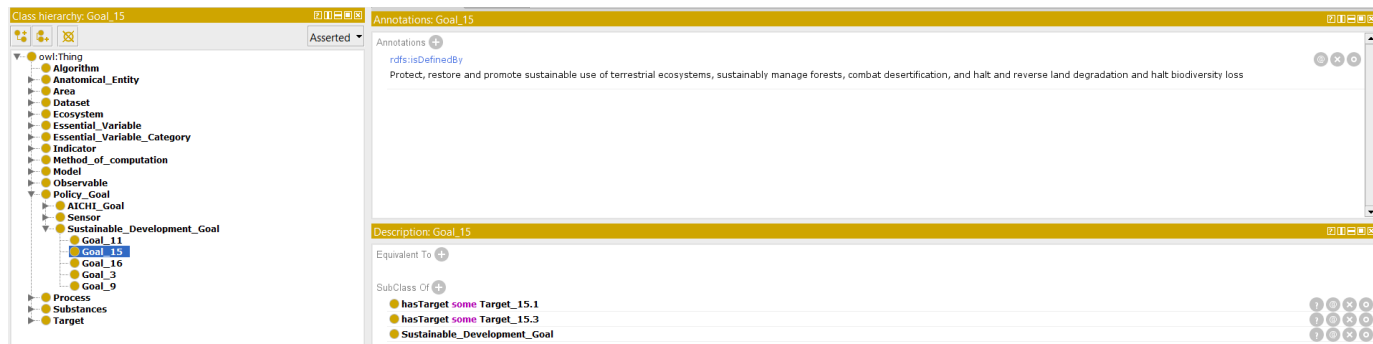 Class hierarchy: Goal_15
Asserted
owl:Thing
Algorithm
Anatomical_Entity
Area
Dataset
Ecosystem
Essential_Variable
Essential_Variable_Category
Indicator
Method_of_computation
Model
Observable
Policy_Goal
AICHI_Goal
Sensor
Sustainable_Development_Goal
Goal_11
Goal_15
Goal_16
Goal_3
Goal_9
Process
Substances
Target
Annotations: Goal_15
Annotations
rdfs:isDefinedBy
Protect, restore and promote sustainable use of terrestrial ecosystems, sustainably manage forests, combat desertification, and halt and reverse land degradation and halt biodiversity loss
Description: Goal_15
Equivalent To
SubClass Of
hasTarget some Target_15.1
hasTarget some Target_15.3
Sustainable_Development_Goal